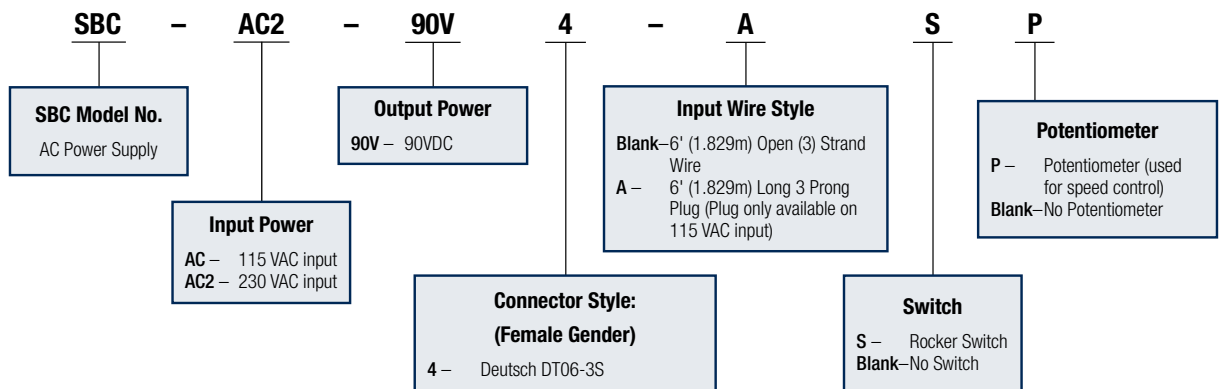 SBC – AC2 – 90V 4 – A S P
SBC Model No.
AC Power Supply
Input Power
AC – 115 VAC input
AC2 – 230 VAC input
Output Power
90V – 90VDC
Connector Style:
(Female Gender)
4 – Deutsch DT06-3S
Input Wire Style
Blank–6' (1.829m) Open (3) Strand
Wire
A – 6' (1.829m) Long 3 Prong
Plug (Plug only available on
115 VAC input)
Switch
S – Rocker Switch
Blank–No Switch
Potentiometer
P – Potentiometer (used
for speed control)
Blank–No Potentiometer